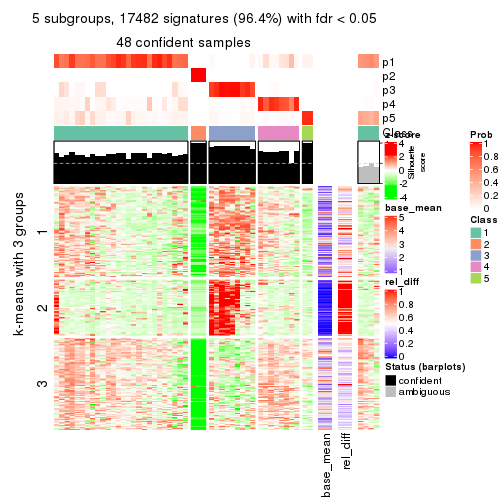 5 subgroups, 17482 signatures (96.4%) with fdr < 0.05
48 confident samples
p1
p2
p3
p4
p5
Class
k-means with 3 groups
1
2
3
base_mean
rel_diff
z-score
4
2
0
-2
-4
Silhouette
score
base_mean
5
4
3
2
1
rel_diff
1
0.8
0.6
0.4
0.2
0
Status (barplots)
confident
ambiguous
Prob
1
0.8
0.6
0.4
0.2
0
Class
1
2
3
4
5